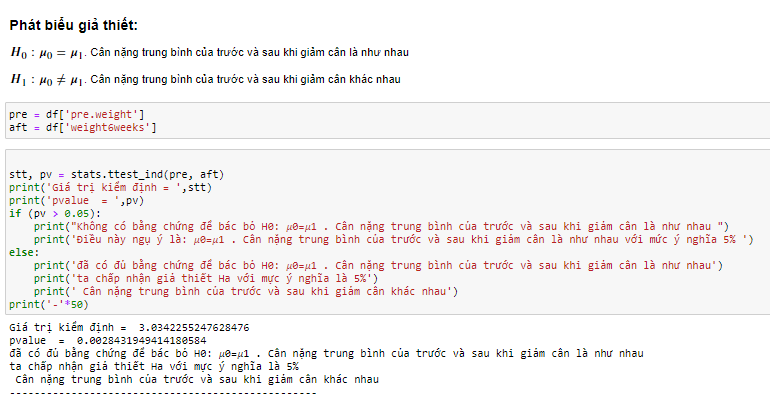 Phát biểu giả thiết:
H₀ : μ₀ = μ₁. Cân nặng trung bình của trước và sau khi giảm cân là như nhau
H₁ : μ₀ ≠ μ₁. Cân nặng trung bình của trước và sau khi giảm cân khác nhau
pre = df['pre.weight']
aft = df['weight6weeks']
stt, pv = stats.ttest_ind(pre, aft)
print('Giá trị kiểm định = ',stt)
print('pvalue  = ',pv)
if (pv > 0.05):
    print("Không có bằng chứng để bác bỏ H0: μ0=μ1 . Cân nặng trung bình của trước và sau khi giảm cân là như nhau ")
    print('Điều này ngụ ý là: μ0=μ1 . Cân nặng trung bình của trước và sau khi giảm cân là như nhau với mức ý nghĩa 5% ')
else:
    print('đã có đủ bằng chứng để bác bỏ H0: μ0=μ1 . Cân nặng trung bình của trước và sau khi giảm cân là như nhau')
    print('ta chấp nhận giả thiết Ha với mực ý nghĩa là 5%')
    print(' Cân nặng trung bình của trước và sau khi giảm cân khác nhau')
print('-'*50)
Giá trị kiểm định =  3.0342255247628476
pvalue  =  0.0028431949414180584
đã có đủ bằng chứng để bác bỏ H0: μ0=μ1 . Cân nặng trung bình của trước và sau khi giảm cân là như nhau
ta chấp nhận giả thiết Ha với mực ý nghĩa là 5%
 Cân nặng trung bình của trước và sau khi giảm cân khác nhau
--------------------------------------------------